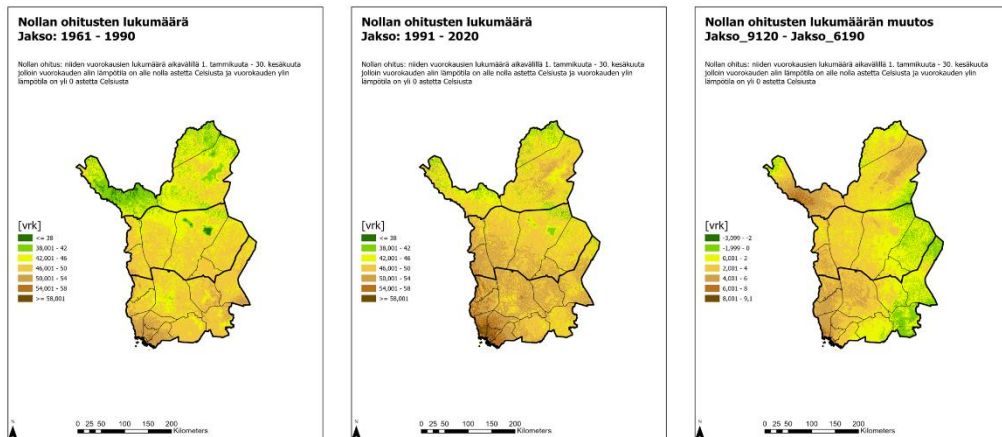 Nollan ohitusten lukumäärä
Jakso: 1961 - 1990
Nollan ohitus: niiden vuorokausien lukumäärä aikavälillä 1. tammikuuta - 30. kesäkuuta
jolloin vuorokauden alin lämpötila on alle nolla astetta Celsiusta ja vuorokauden ylin
lämpötila on yli 0 astetta Celsiusta
[vrk]
<= 38
38,001 - 42
42,001 - 46
46,001 - 50
50,001 - 54
54,001 - 58
>= 58,001
N
0 25 50 100 150 200
Kilometers
Nollan ohitusten lukumäärä
Jakso: 1991 - 2020
Nollan ohitus: niiden vuorokausien lukumäärä aikavälillä 1. tammikuuta - 30. kesäkuuta
jolloin vuorokauden alin lämpötila on alle nolla astetta Celsiusta ja vuorokauden ylin
lämpötila on yli 0 astetta Celsiusta
[vrk]
<= 38
38,001 - 42
42,001 - 46
46,001 - 50
50,001 - 54
54,001 - 58
>= 58,001
N
0 25 50 100 150 200
Kilometers
Nollan ohitusten lukumäärän muutos
Jakso_9120 - Jakso_6190
Nollan ohitus: niiden vuorokausien lukumäärä aikavälillä 1. tammikuuta - 30. kesäkuuta
jolloin vuorokauden alin lämpötila on alle nolla astetta Celsiusta ja vuorokauden ylin
lämpötila on yli 0 astetta Celsiusta
[vrk]
-3,099 - -2
-1,999 - 0
0,001 - 2
2,001 - 4
4,001 - 6
6,001 - 8
8,001 - 9,1
N
0 25 50 100 150 200
Kilometers